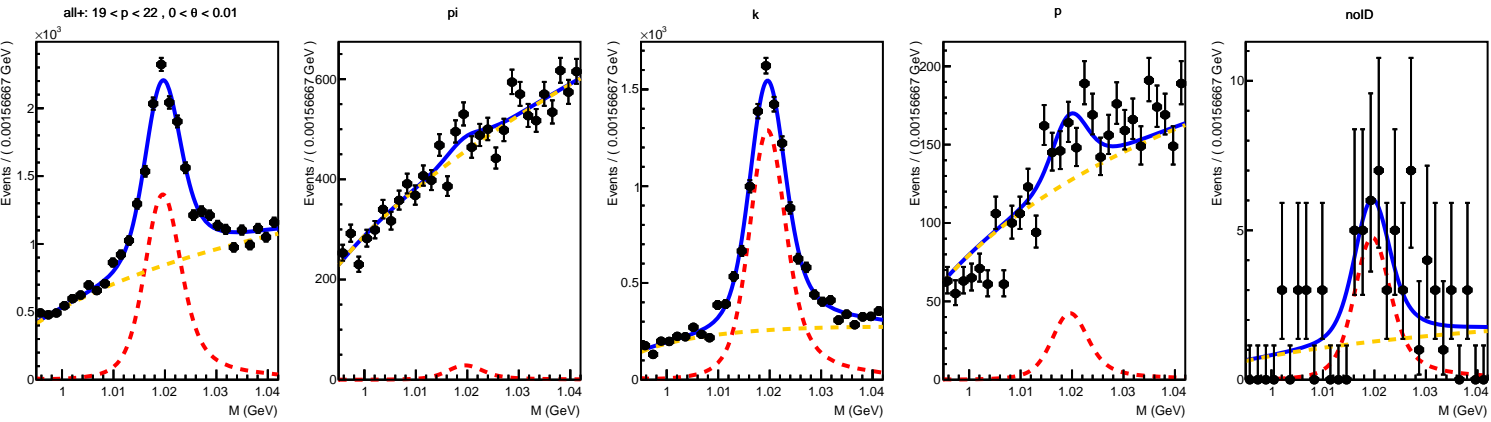 all+: 19 < p < 22 , 0 < θ < 0.01
×10³
Events / ( 0.00156667 GeV )
2
1.5
1
0.5
0
1 1.01 1.02 1.03 1.04
M (GeV)
pi
Events / ( 0.00156667 GeV )
600
400
200
0
1 1.01 1.02 1.03 1.04
M (GeV)
k
×10³
Events / ( 0.00156667 GeV )
1.5
1
0.5
0
1 1.01 1.02 1.03 1.04
M (GeV)
p
Events / ( 0.00156667 GeV )
200
150
100
50
0
1 1.01 1.02 1.03 1.04
M (GeV)
noID
Events / ( 0.00156667 GeV )
10
5
0
1 1.01 1.02 1.03 1.04
M (GeV)